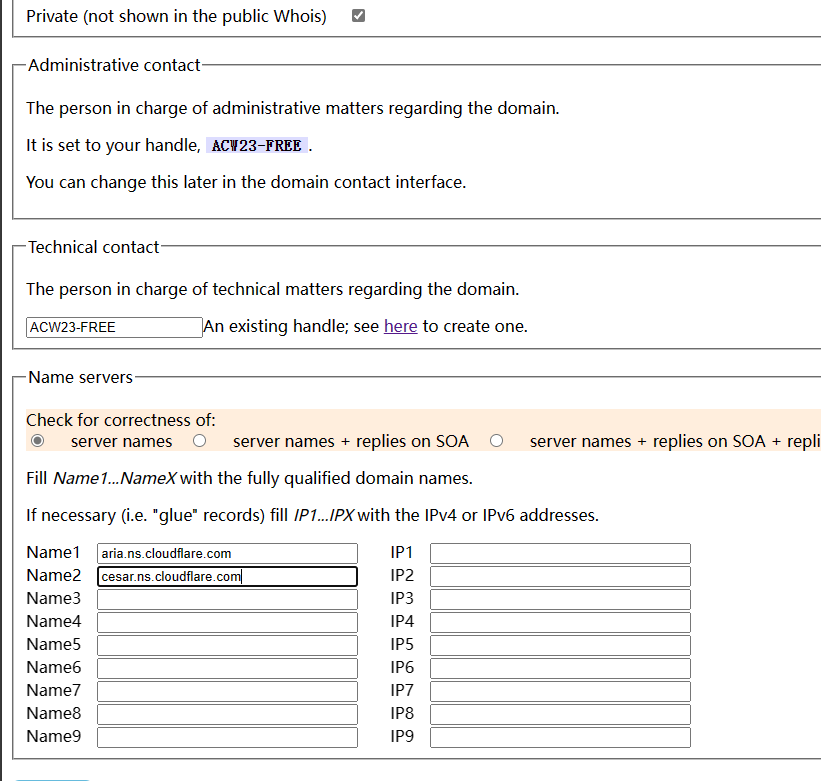 Private (not shown in the public Whois)
Administrative contact
The person in charge of administrative matters regarding the domain.
It is set to your handle, ACW23-FREE .
You can change this later in the domain contact interface.
Technical contact
The person in charge of technical matters regarding the domain.
ACW23-FREE An existing handle; see here to create one.
Name servers
Check for correctness of:
server names server names + replies on SOA server names + replies on SOA + repli
Fill Name1...NameX with the fully qualified domain names.
If necessary (i.e. "glue" records) fill IP1...IPX with the IPv4 or IPv6 addresses.
Name1 aria.ns.cloudflare.com IP1
Name2 cesar.ns.cloudflare.com IP2
Name3 IP3
Name4 IP4
Name5 IP5
Name6 IP6
Name7 IP7
Name8 IP8
Name9 IP9